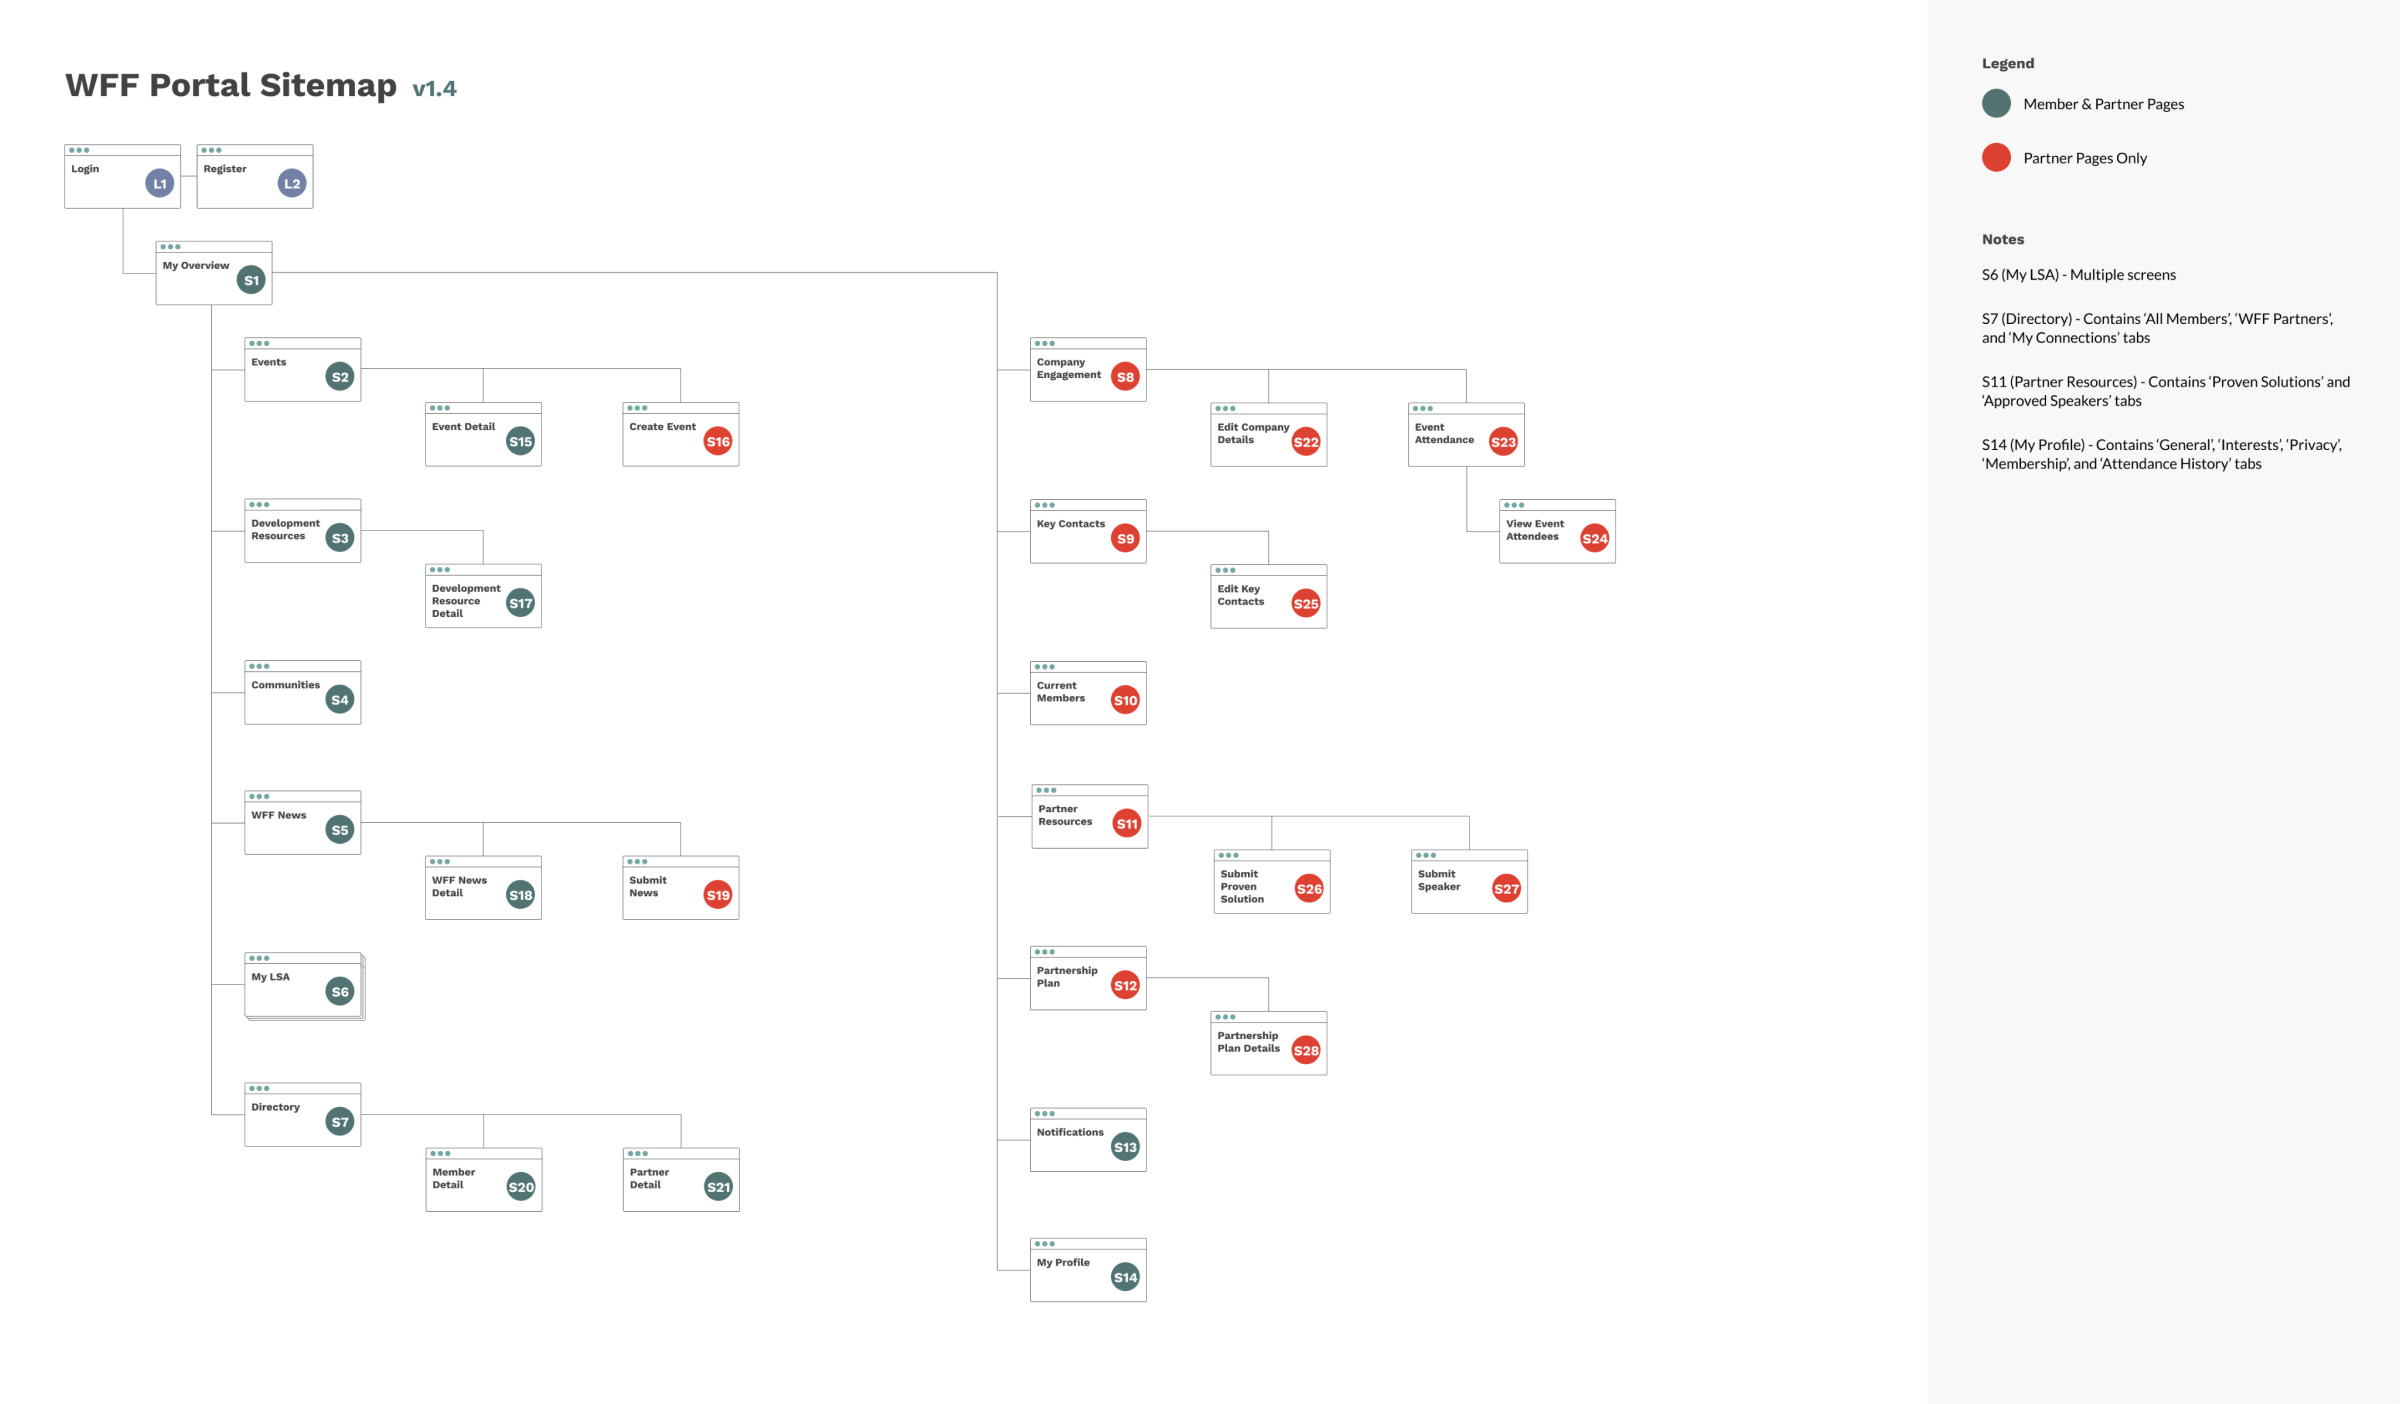 WFF Portal Sitemap v1.4
Login
L1
Register
L2
My Overview
S1
Events
S2
Event Detail
S15
Create Event
S16
Development
Resources
S3
Development
Resource
Detail
S17
Communities
S4
WFF News
S5
WFF News
Detail
S18
Submit
News
S19
My LSA
S6
Directory
S7
Member
Detail
S20
Partner
Detail
S21
Company
Engagement
S8
Edit Company
Details
S22
Event
Attendance
S23
View Event
Attendees
S24
Key Contacts
S9
Edit Key
Contacts
S25
Current
Members
S10
Partner
Resources
S11
Submit
Proven
Solution
S26
Submit
Speaker
S27
Partnership
Plan
S12
Partnership
Plan Details
S28
Notifications
S13
My Profile
S14
Legend
Member & Partner Pages
Partner Pages Only
Notes
S6 (My LSA) - Multiple screens
S7 (Directory) - Contains ‘All Members’, ‘WFF Partners’,
and ‘My Connections’ tabs
S11 (Partner Resources) - Contains ‘Proven Solutions’ and
‘Approved Speakers’ tabs
S14 (My Profile) - Contains ‘General’, ‘Interests’, ‘Privacy’,
‘Membership’, and ‘Attendance History’ tabs